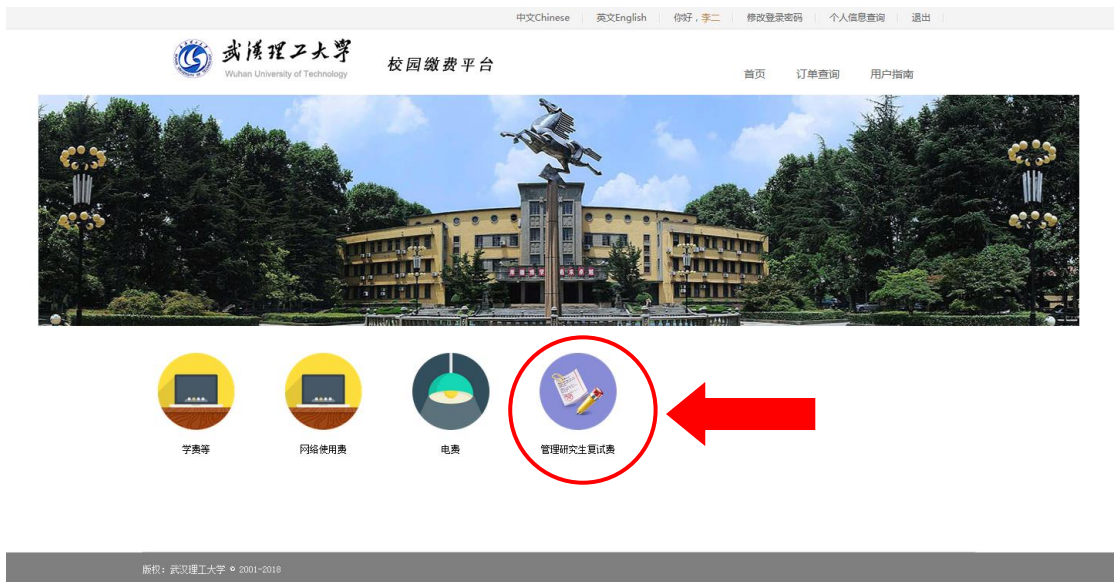 中文Chinese 英文English 你好，李二 修改登录密码 个人信息查询 退出
武汉理工大学
Wuhan University of Technology
校园缴费平台
首页 订单查询 用户指南
学费等 网络使用费 电费 管理研究生复试费
版权：武汉理工大学 © 2001-2018